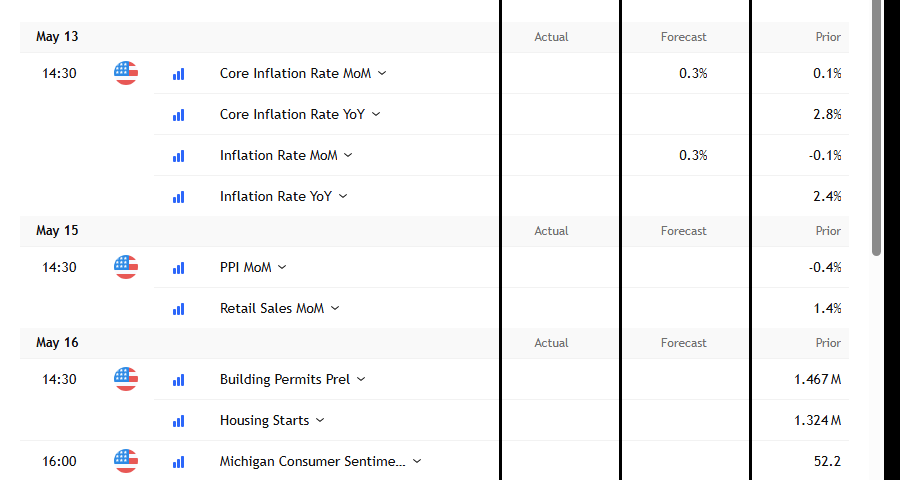 May 13 Actual Forecast Prior
14:30 Core Inflation Rate MoM 0.3% 0.1%
Core Inflation Rate YoY 2.8%
Inflation Rate MoM 0.3% -0.1%
Inflation Rate YoY 2.4%
May 15 Actual Forecast Prior
14:30 PPI MoM -0.4%
Retail Sales MoM 1.4%
May 16 Actual Forecast Prior
14:30 Building Permits Prel 1.467 M
Housing Starts 1.324 M
16:00 Michigan Consumer Sentime... 52.2